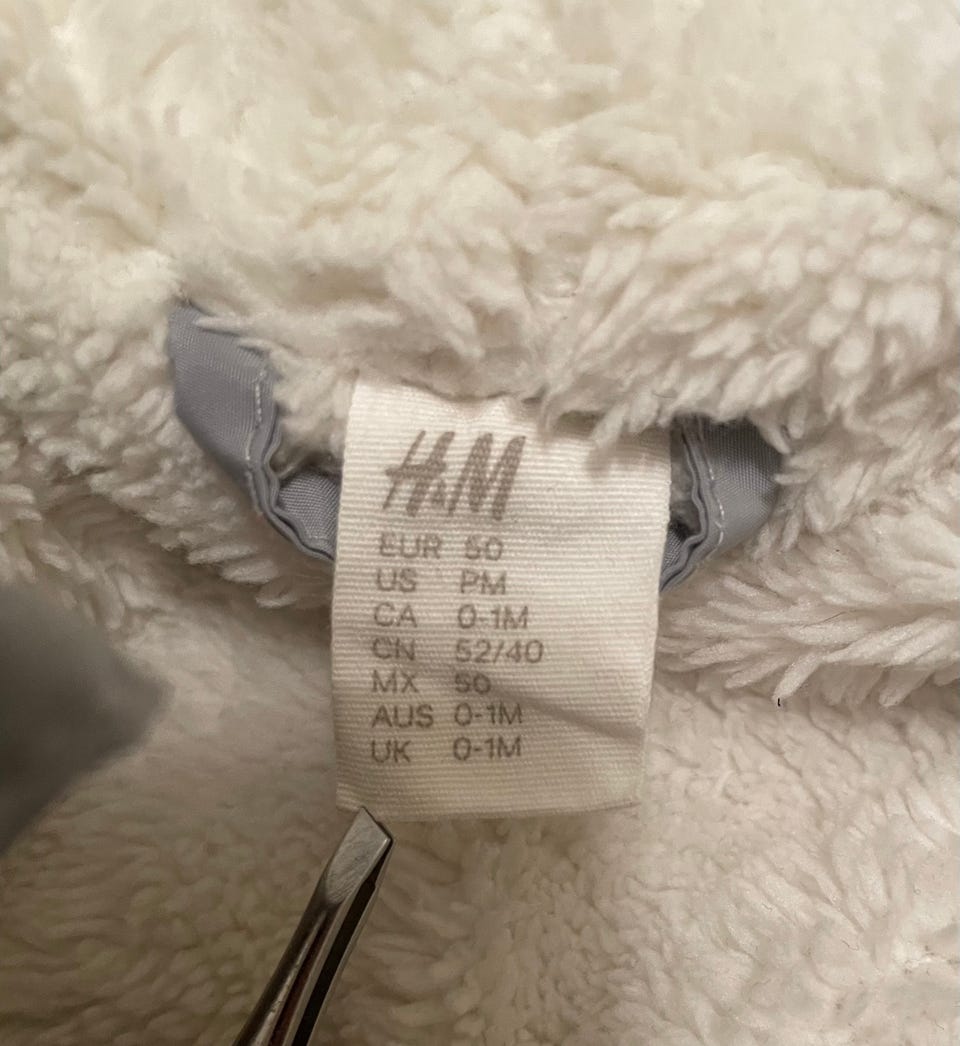 H&M
EUR 50
US PM
CA 0-1M
CN 52/40
MX 50
AUS 0-1M
UK 0-1M